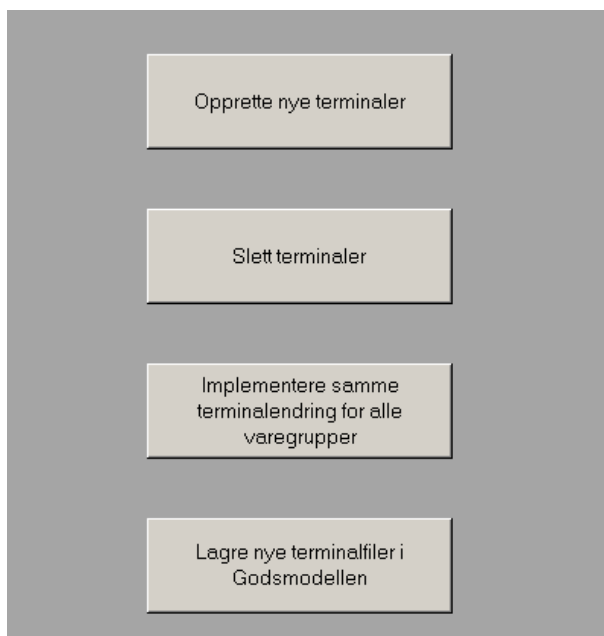 Opprette nye terminaler
Slett terminaler
Implementere samme
terminalendring for alle
varegrupper
Lagre nye terminalfiler i
Godsmodellen